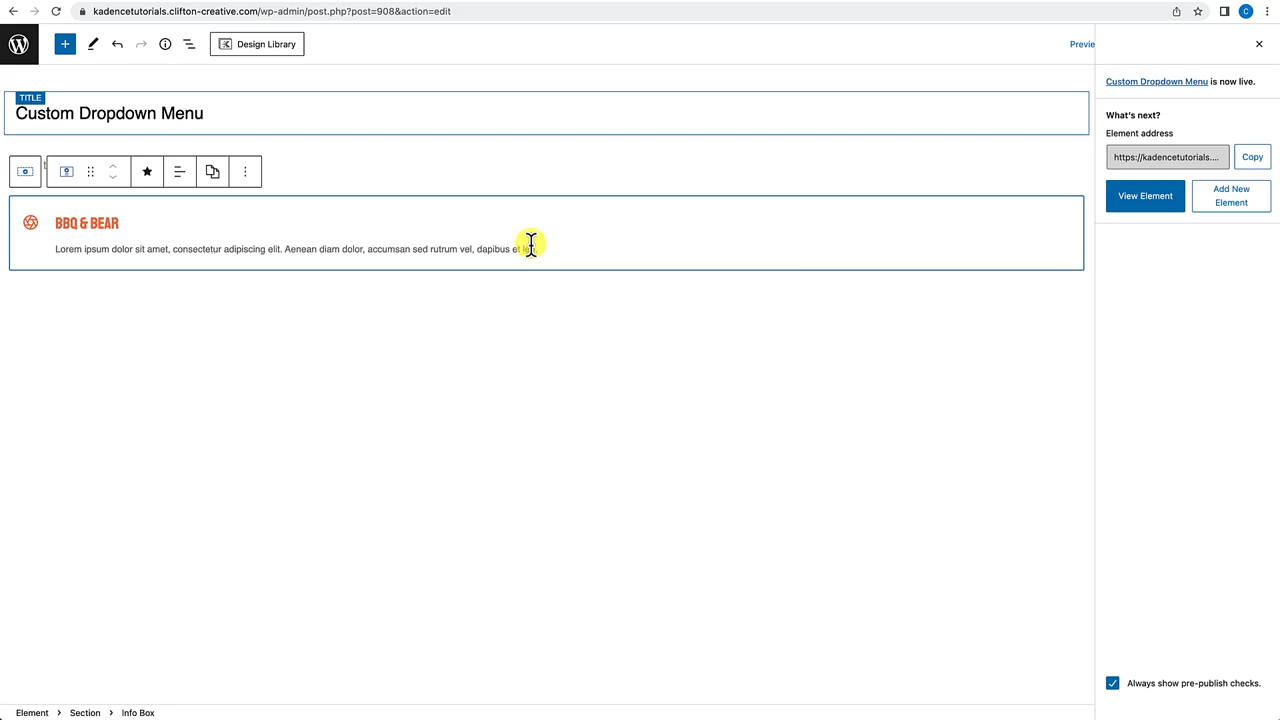 kadencetutorials.clifton-creative.com/wp-admin/post.php?post=908&action=edit
C
Design Library
Previe
Custom Dropdown Menu is now live.
TITLE
Custom Dropdown Menu
What's next?
Element address
https://kadencetutorials....
Copy
View Element
Add New
Element
BBQ & BEAR
Lorem ipsum dolor sit amet, consectetur adipiscing elit. Aenean diam dolor, accumsan sed rutrum vel, dapibus et
Always show pre-publish checks.
Element
Section
Info Box